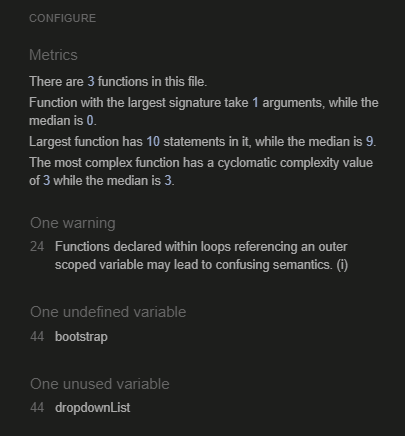 CONFIGURE
Metrics
There are 3 functions in this file.
Function with the largest signature take 1 arguments, while the
median is 0.
Largest function has 10 statements in it, while the median is 9.
The most complex function has a cyclomatic complexity value
of 3 while the median is 3.
One warning
24 Functions declared within loops referencing an outer
scoped variable may lead to confusing semantics. (i)
One undefined variable
44 bootstrap
One unused variable
44 dropdownList